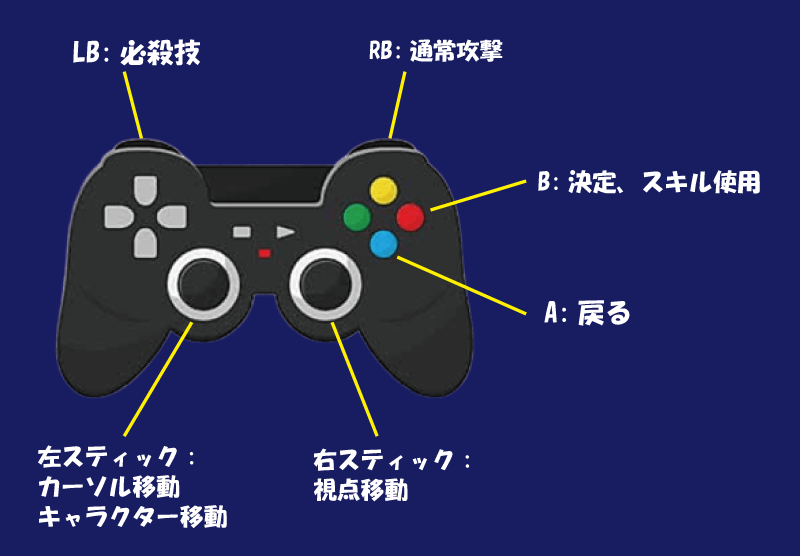 LB: 必殺技
RB: 通常攻撃
B: 決定、スキル使用
A: 戻る
左スティック：
カーソル移動
キャラクター移動
右スティック：
視点移動